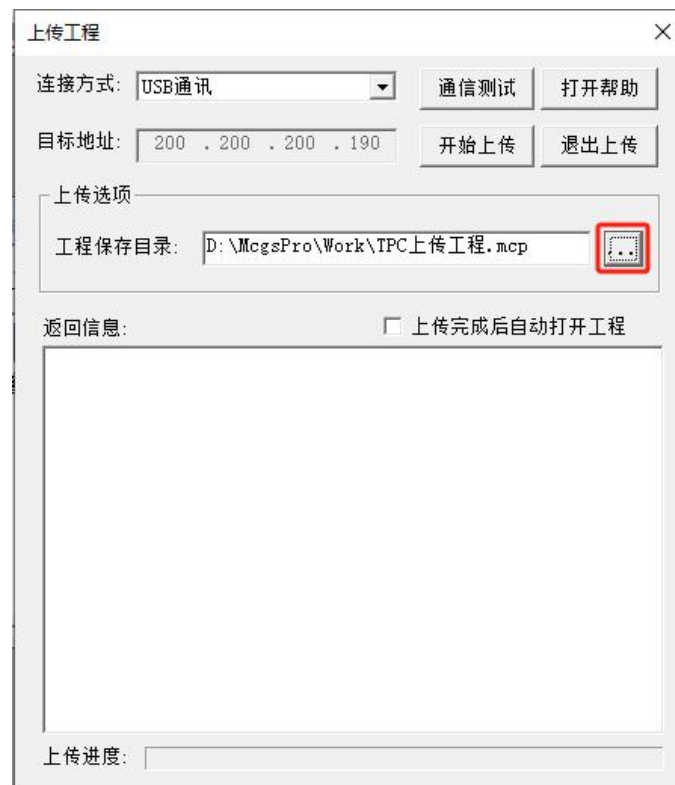 上传工程
连接方式: USB通讯 通信测试 打开帮助
目标地址: 200 . 200 . 200 . 190 开始上传 退出上传
上传选项
工程保存目录: D:\McgsPro\Work\TPC上传工程.mcp ...
返回信息: 上传完成后自动打开工程
上传进度: